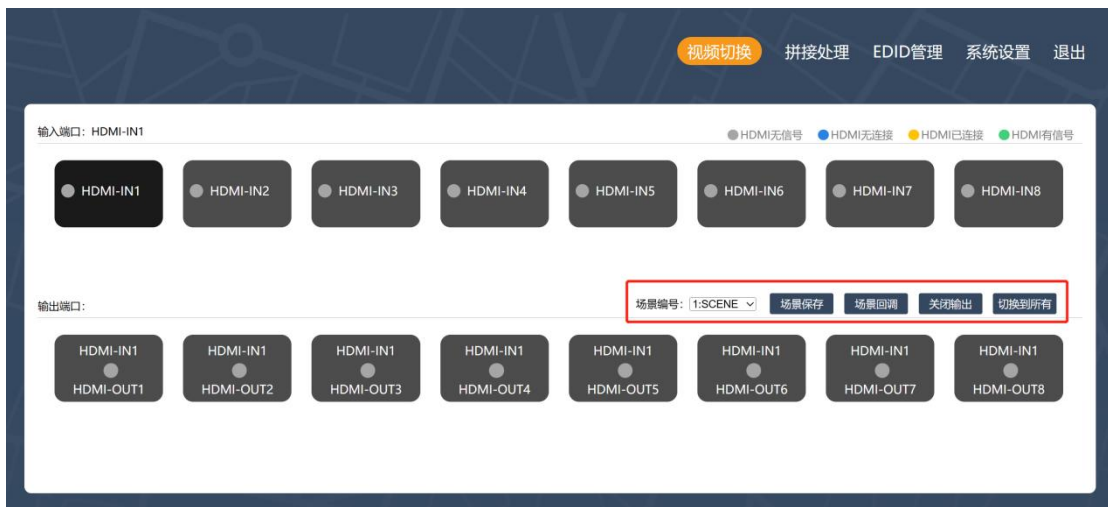 视频切换 拼接处理 EDID管理 系统设置 退出
输入端口：HDMI-IN1
HDMI无信号 HDMI无连接 HDMI已连接 HDMI有信号
HDMI-IN1 HDMI-IN2 HDMI-IN3 HDMI-IN4 HDMI-IN5 HDMI-IN6 HDMI-IN7 HDMI-IN8
输出端口： 场景编号： 1:SCENE 场景保存 场景回调 关闭输出 切换到所有
HDMI-IN1 HDMI-IN1 HDMI-IN1 HDMI-IN1 HDMI-IN1 HDMI-IN1 HDMI-IN1 HDMI-IN1
HDMI-OUT1 HDMI-OUT2 HDMI-OUT3 HDMI-OUT4 HDMI-OUT5 HDMI-OUT6 HDMI-OUT7 HDMI-OUT8